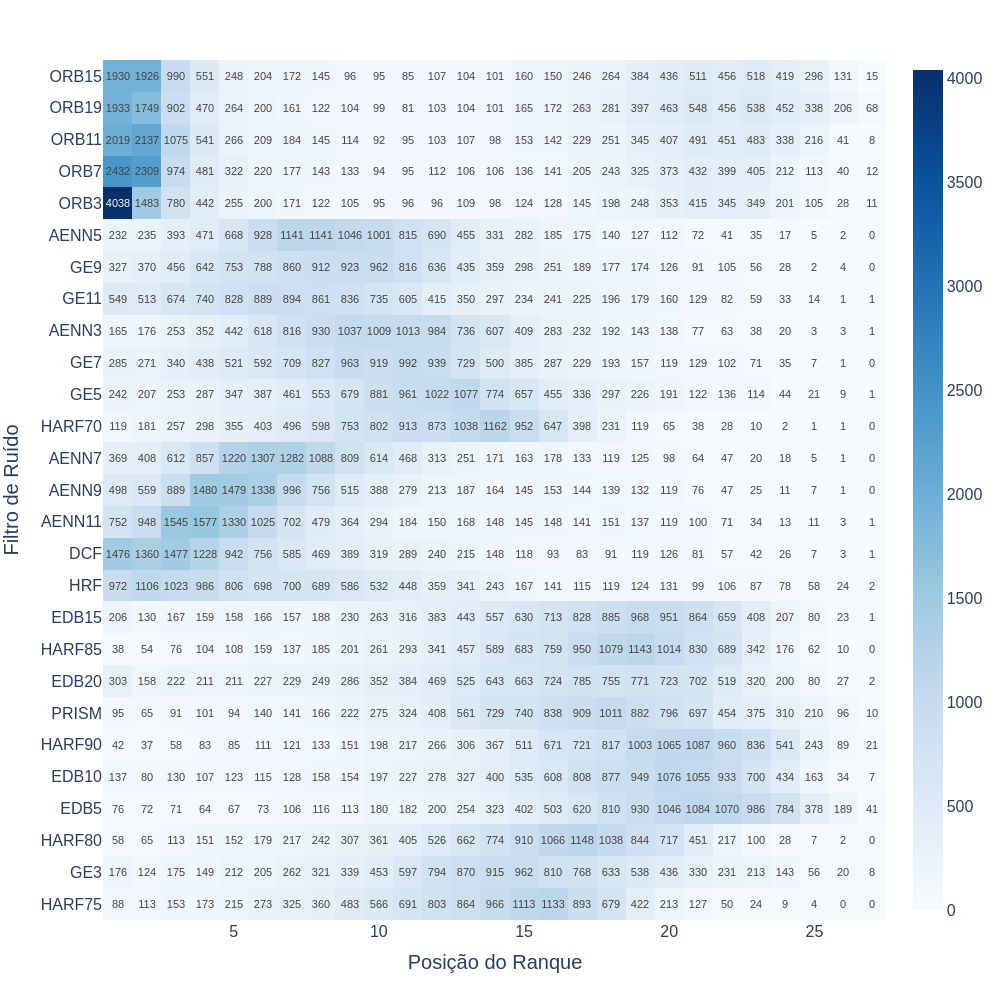 ORB15 1930 1926 990 551 248 204 172 145 96 95 85 107 104 101 160 150 246 264 384 436 511 456 518 419 296 131 15
ORB19 1933 1749 902 470 264 200 161 122 104 99 81 103 104 101 165 172 263 281 397 463 548 456 538 452 338 206 68
ORB11 2019 2137 1075 541 266 209 184 145 114 92 95 103 107 98 153 142 229 251 345 407 491 451 483 338 216 41 8
ORB7 2432 2309 974 481 322 220 177 143 133 94 95 112 106 106 136 141 205 243 325 373 432 399 405 212 113 40 12
ORB3 4038 1483 780 442 255 200 171 122 105 95 96 96 109 98 124 128 145 198 248 353 415 345 349 201 105 28 11
AENN5 232 235 393 471 668 928 1141 1141 1046 1001 815 690 455 331 282 185 175 140 127 112 72 41 35 17 5 2 0
GE9 327 370 456 642 753 788 860 912 923 962 816 636 435 359 298 251 189 177 174 126 91 105 56 28 2 4 0
GE11 549 513 674 740 828 889 894 861 836 735 605 415 350 297 234 241 225 196 179 160 129 82 59 33 14 1 1
AENN3 165 176 253 352 442 618 816 930 1037 1009 1013 984 736 607 409 283 232 192 143 138 77 63 38 20 3 3 1
GE7 285 271 340 438 521 592 709 827 963 919 992 939 729 500 385 287 229 193 157 119 129 102 71 35 7 1 0
GE5 242 207 253 287 347 387 461 553 679 881 961 1022 1077 774 657 455 336 297 226 191 122 136 114 44 21 9 1
HARF70 119 181 257 298 355 403 496 598 753 802 913 873 1038 1162 952 647 398 231 119 65 38 28 10 2 1 1 0
AENN7 369 408 612 857 1220 1307 1282 1088 809 614 468 313 251 171 163 178 133 119 125 98 64 47 20 18 5 1 0
AENN9 498 559 889 1480 1479 1338 996 756 515 388 279 213 187 164 145 153 144 139 132 119 76 47 25 11 7 1 0
AENN11 752 948 1545 1577 1330 1025 702 479 364 294 184 150 168 148 145 148 141 151 137 119 100 71 34 13 11 3 1
DCF 1476 1360 1477 1228 942 756 585 469 389 319 289 240 215 148 118 93 83 91 119 126 81 57 42 26 7 3 1
HRF 972 1106 1023 986 806 698 700 689 586 532 448 359 341 243 167 141 115 119 124 131 99 106 87 78 58 24 2
EDB15 206 130 167 159 158 166 157 188 230 263 316 383 443 557 630 713 828 885 968 951 864 659 408 207 80 23 1
HARF85 38 54 76 104 108 159 137 185 201 261 293 341 457 589 683 759 950 1079 1143 1014 830 689 342 176 62 10 0
EDB20 303 158 222 211 211 227 229 249 286 352 384 469 525 643 663 724 785 755 771 723 702 519 320 200 80 27 2
PRISM 95 65 91 101 94 140 141 166 222 275 324 408 561 729 740 838 909 1011 882 796 697 454 375 310 210 96 10
HARF90 42 37 58 83 85 111 121 133 151 198 217 266 306 367 511 671 721 817 1003 1065 1087 960 836 541 243 89 21
EDB10 137 80 130 107 123 115 128 158 154 197 227 278 327 400 535 608 808 877 949 1076 1055 933 700 434 163 34 7
EDB5 76 72 71 64 67 73 106 116 113 180 182 200 254 323 402 503 620 810 930 1046 1084 1070 986 784 378 189 41
HARF80 58 65 113 151 152 179 217 242 307 361 405 526 662 774 910 1066 1148 1038 844 717 451 217 100 28 7 2 0
GE3 176 124 175 149 212 205 262 321 339 453 597 794 870 915 962 810 768 633 538 436 330 231 213 143 56 20 8
HARF75 88 113 153 173 215 273 325 360 483 566 691 803 864 966 1113 1133 893 679 422 213 127 50 24 9 4 0 0
5 10 15 20 25
Posição do Ranque
Filtro de Ruído
4000
3500
3000
2500
2000
1500
1000
500
0